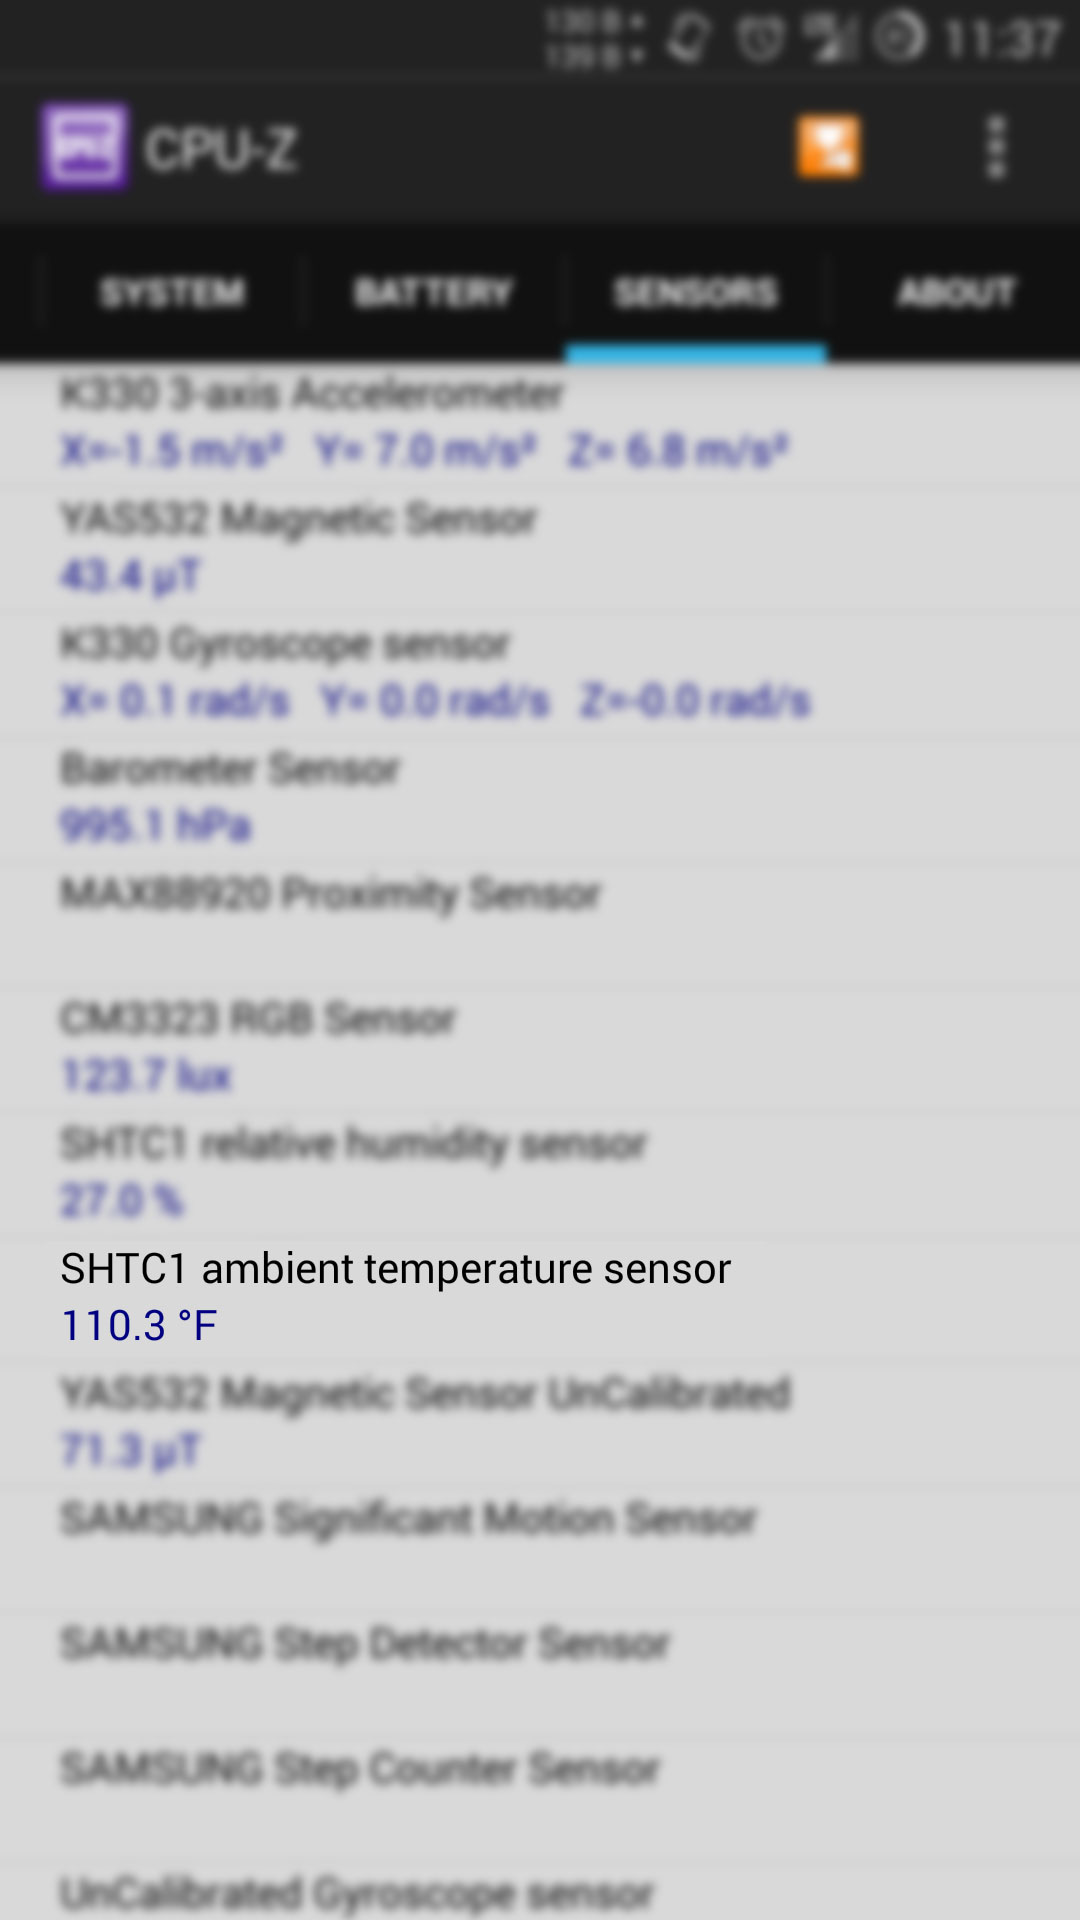 130 B
139 B
11:37
CPU-Z
SYSTEM
BATTERY
SENSORS
ABOUT
K330 3-axis Accelerometer
X=-1.5 m/s² Y= 7.0 m/s² Z= 6.8 m/s²
YAS532 Magnetic Sensor
43.4 µT
K330 Gyroscope sensor
X= 0.1 rad/s Y= 0.0 rad/s Z=-0.0 rad/s
Barometer Sensor
995.1 hPa
MAX88920 Proximity Sensor
CM3323 RGB Sensor
123.7 lux
SHTC1 relative humidity sensor
27.0 %
SHTC1 ambient temperature sensor
110.3 °F
YAS532 Magnetic Sensor UnCalibrated
71.3 µT
SAMSUNG Significant Motion Sensor
SAMSUNG Step Detector Sensor
SAMSUNG Step Counter Sensor
UnCalibrated Gyroscope sensor